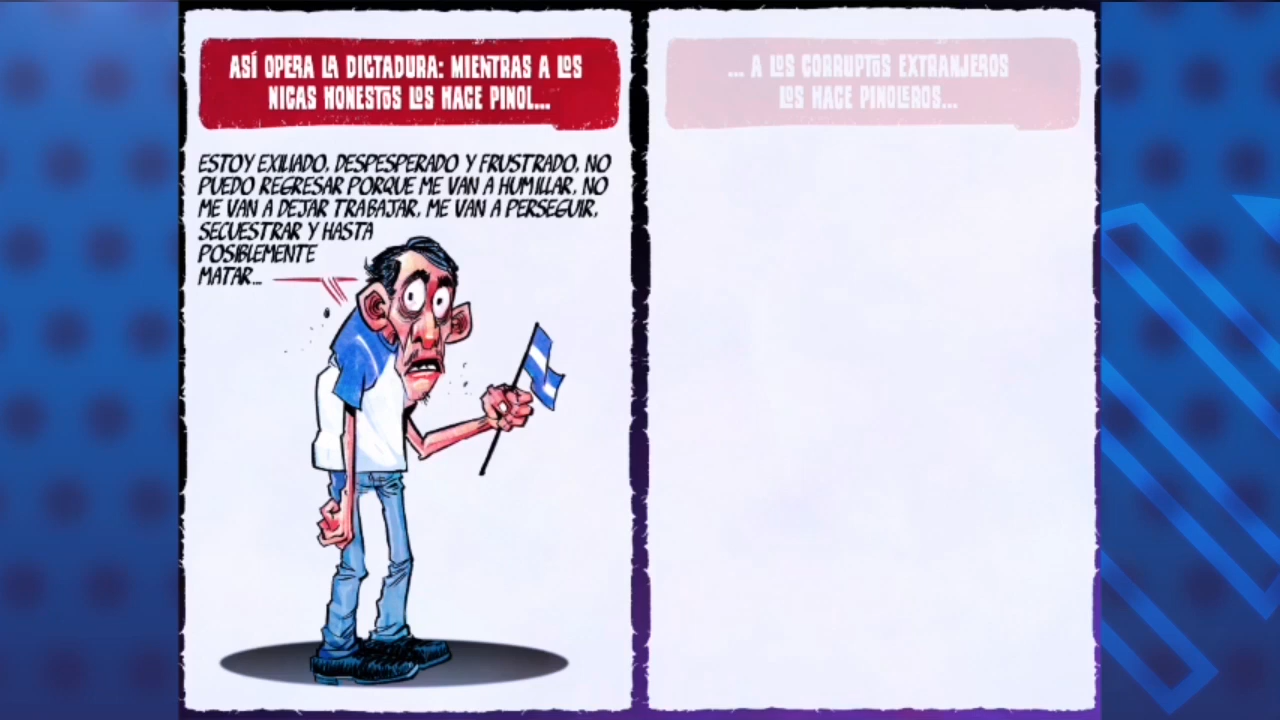 ASÍ OPERA LA DICTADURA: MIENTRAS A LOS
NICAS HONESTOS LOS HACE PINOL...
ESTOY EXILIADO, DESPESPERADO Y FRUSTRADO, NO
PUEDO REGRESAR PORQUE ME VAN A HUMILLAR, NO
ME VAN A DEJAR TRABAJAR, ME VAN A PERSEGUIR,
SECUESTRAR Y HASTA
POSIBLEMENTE
MATAR...
... A LOS CORRUPTOS EXTRANJEROS
LOS HACE PINOLEROS...